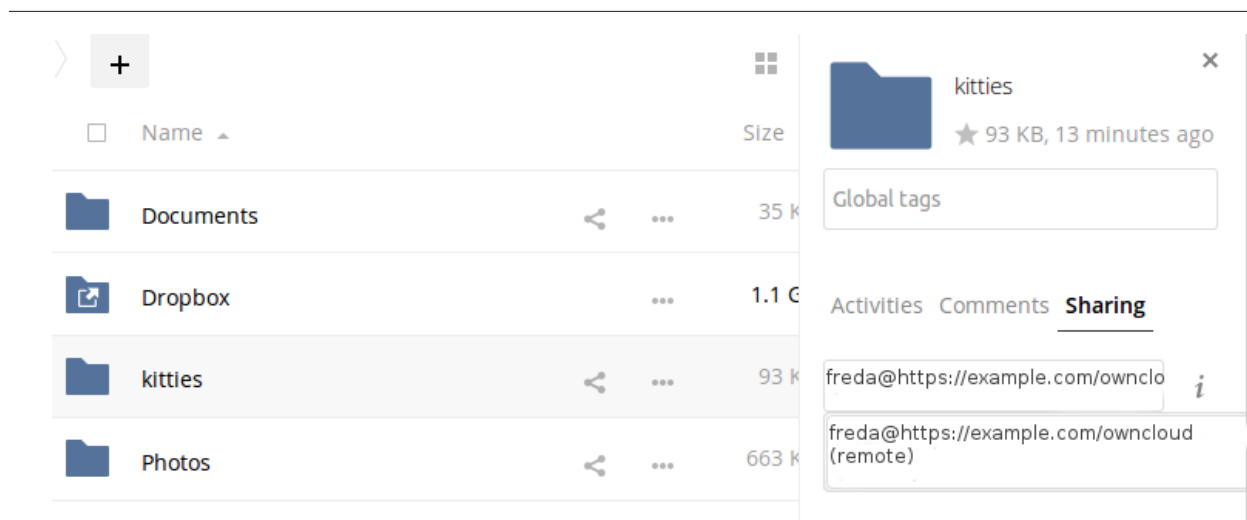 +
Name Size
Documents 35 K
Dropbox 1.1 G
kitties 93 K
Photos 663 K
×
kitties
93 KB, 13 minutes ago
Global tags
Activities Comments Sharing
freda@https://example.com/ownclo i
freda@https://example.com/owncloud
(remote)